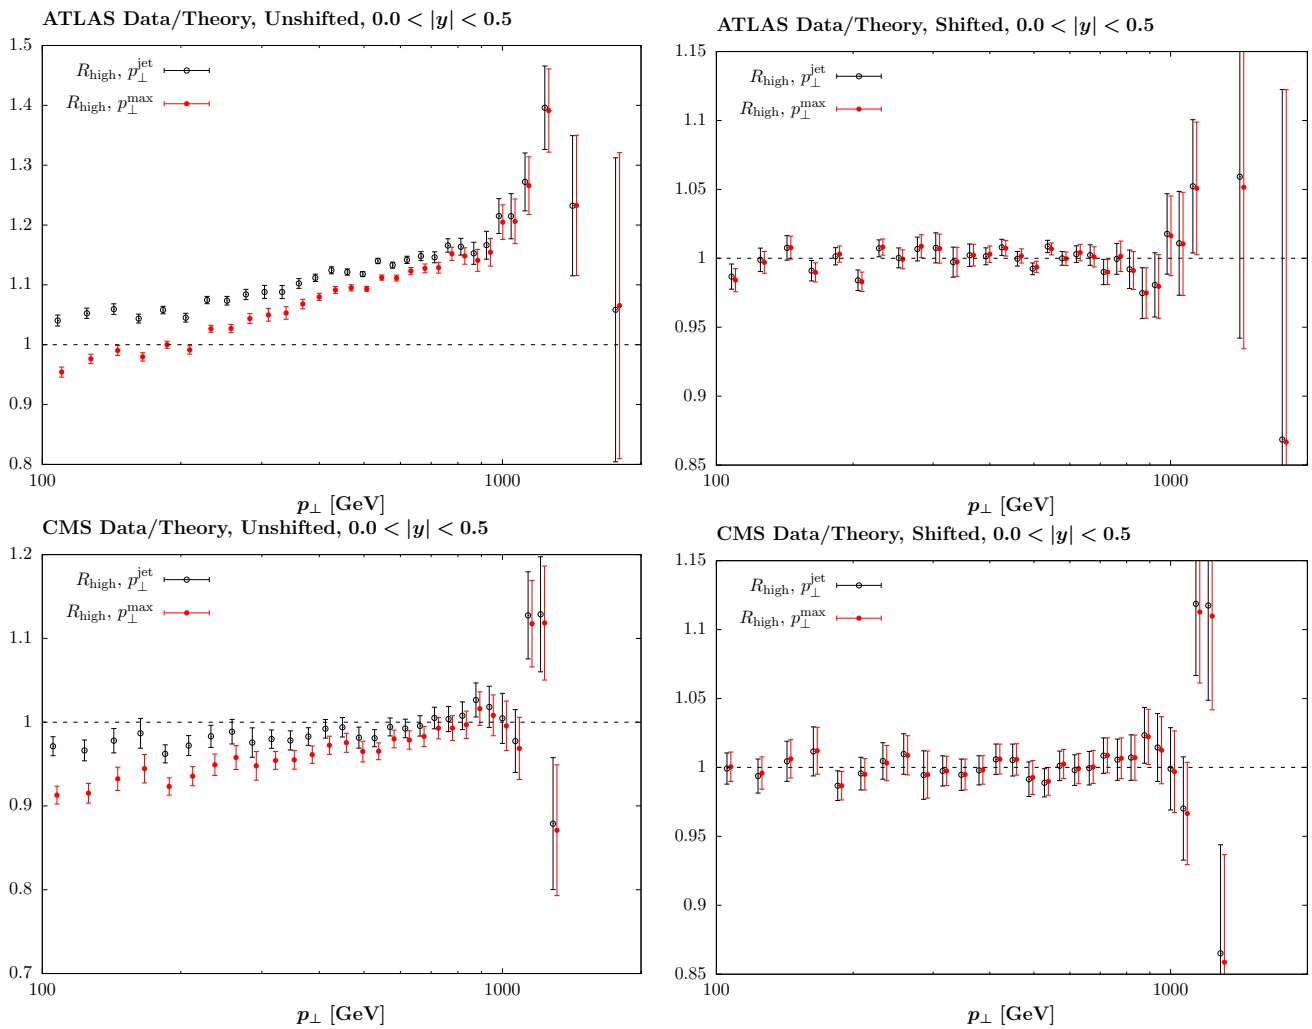 ATLAS Data/Theory, Unshifted, 0.0 < |y| < 0.5
1.5
1.4
1.3
1.2
1.1
1
0.9
0.8
R_high, p_⊥^jet
R_high, p_⊥^max
100
1000
p_⊥ [GeV]
ATLAS Data/Theory, Shifted, 0.0 < |y| < 0.5
1.15
1.1
1.05
1
0.95
0.9
0.85
R_high, p_⊥^jet
R_high, p_⊥^max
100
1000
p_⊥ [GeV]
CMS Data/Theory, Unshifted, 0.0 < |y| < 0.5
1.2
1.1
1
0.9
0.8
0.7
R_high, p_⊥^jet
R_high, p_⊥^max
100
1000
p_⊥ [GeV]
CMS Data/Theory, Shifted, 0.0 < |y| < 0.5
1.15
1.1
1.05
1
0.95
0.9
0.85
R_high, p_⊥^jet
R_high, p_⊥^max
100
1000
p_⊥ [GeV]